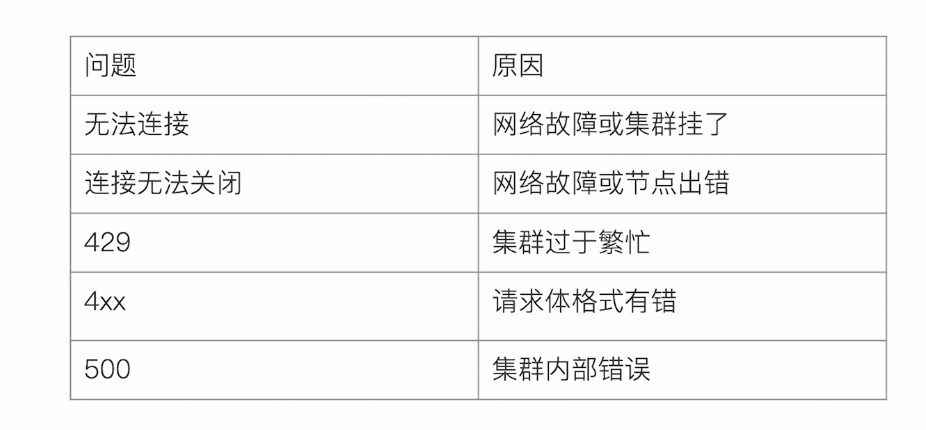 问题 原因
无法连接 网络故障或集群挂了
连接无法关闭 网络故障或节点出错
429 集群过于繁忙
4xx 请求体格式有错
500 集群内部错误